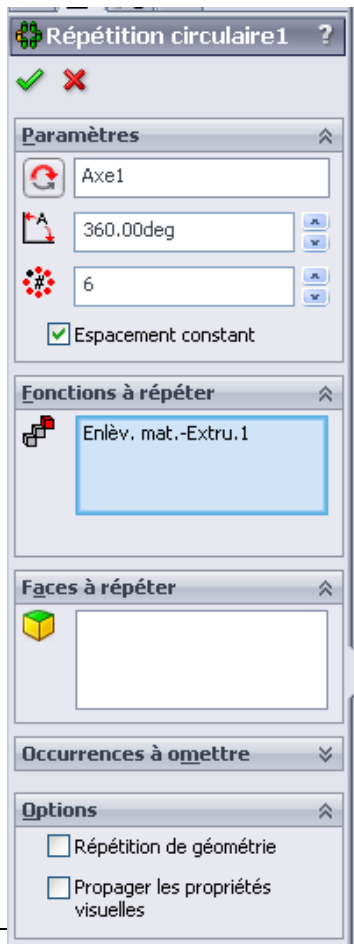 Répétition circulaire1 ?
Paramètres
Axe1
360.00deg
6
Espacement constant
Fonctions à répéter
Enlèv. mat.-Extru.1
Faces à répéter
Occurrences à omettre
Options
Répétition de géométrie
Propager les propriétés
visuelles